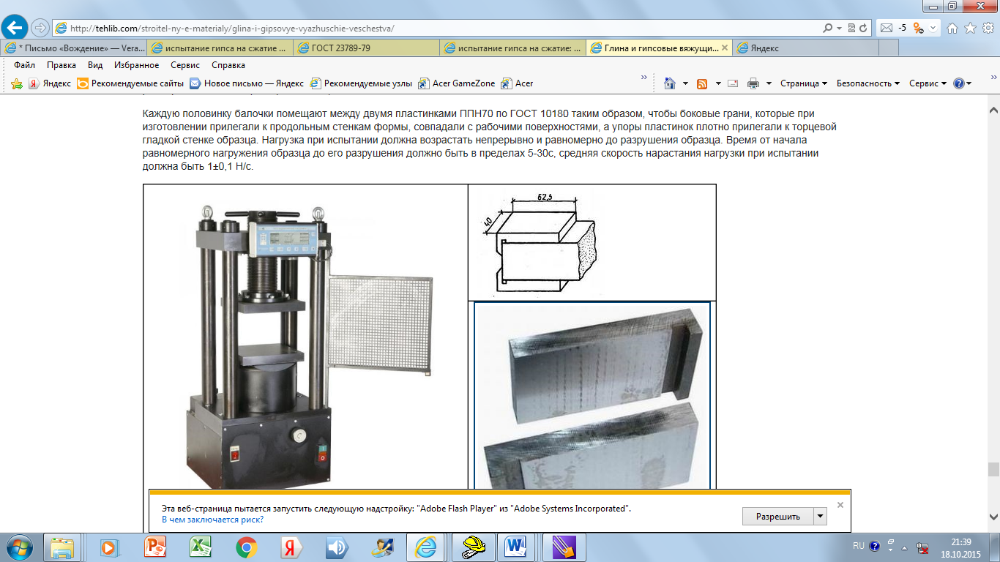 http://tehlib.com/stroitel-ny-e-materialy/glina-i-gipsovye-vyazhuschie-veschestva/
-5
* Письмо «Вождение» — Vera...
испытание гипса на сжатие ...
ГОСТ 23789-79
испытание гипса на сжатие: ...
Глина и гипсовые вяжущи...
Яндекс
Файл Правка Вид Избранное Сервис Справка
Яндекс Рекомендуемые сайты Новое письмо — Яндекс Рекомендуемые узлы Acer GameZone Acer
Страница Безопасность Сервис
Каждую половинку балочки помещают между двумя пластинками ППН70 по ГОСТ 10180 таким образом, чтобы боковые грани, которые при
изготовлении прилегали к продольным стенкам формы, совпадали с рабочими поверхностями, а упоры пластинок плотно прилегали к торцевой
гладкой стенке образца. Нагрузка при испытании должна возрастать непрерывно и равномерно до разрушения образца. Время от начала
равномерного нагружения образца до его разрушения должно быть в пределах 5-30с, средняя скорость нарастания нагрузки при испытании
должна быть 1±0,1 Н/с.
62,5
40
Эта веб-страница пытается запустить следующую надстройку: "Adobe Flash Player" из "Adobe Systems Incorporated".
В чем заключается риск?
Разрешить
RU
21:39
18.10.2015